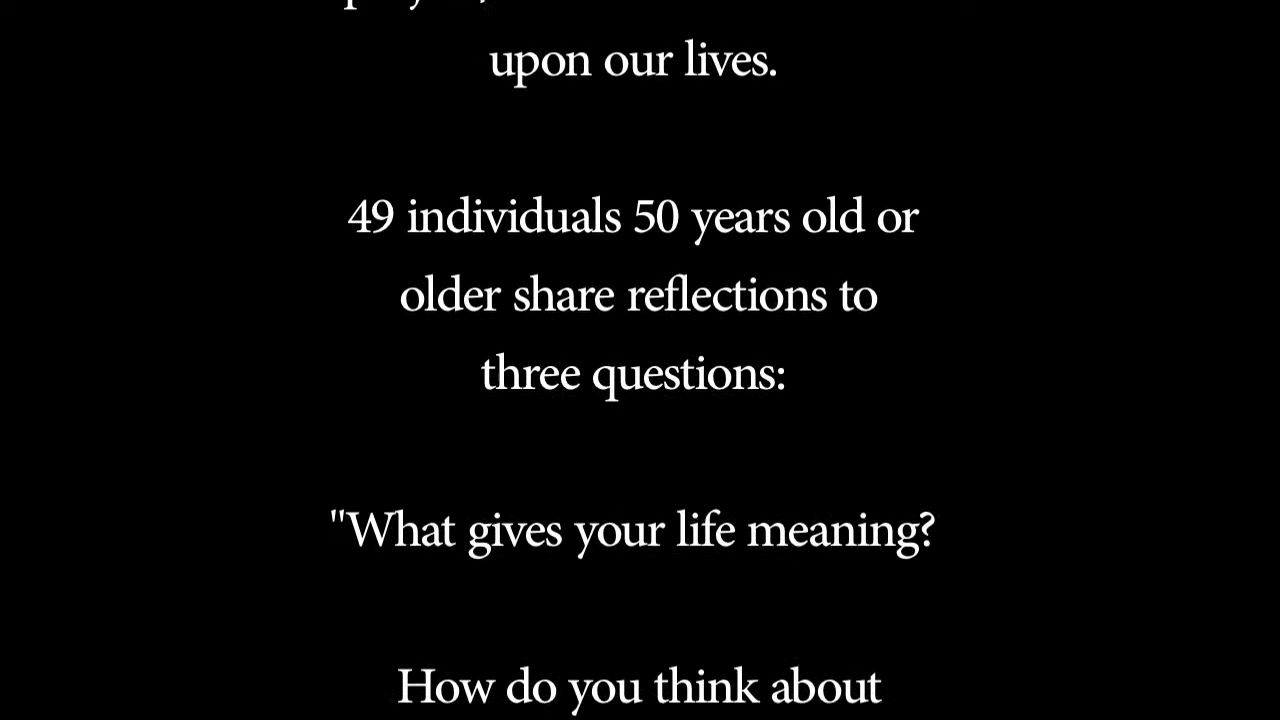 upon our lives.
49 individuals 50 years old or
older share reflections to
three questions:
"What gives your life meaning?
How do you think about